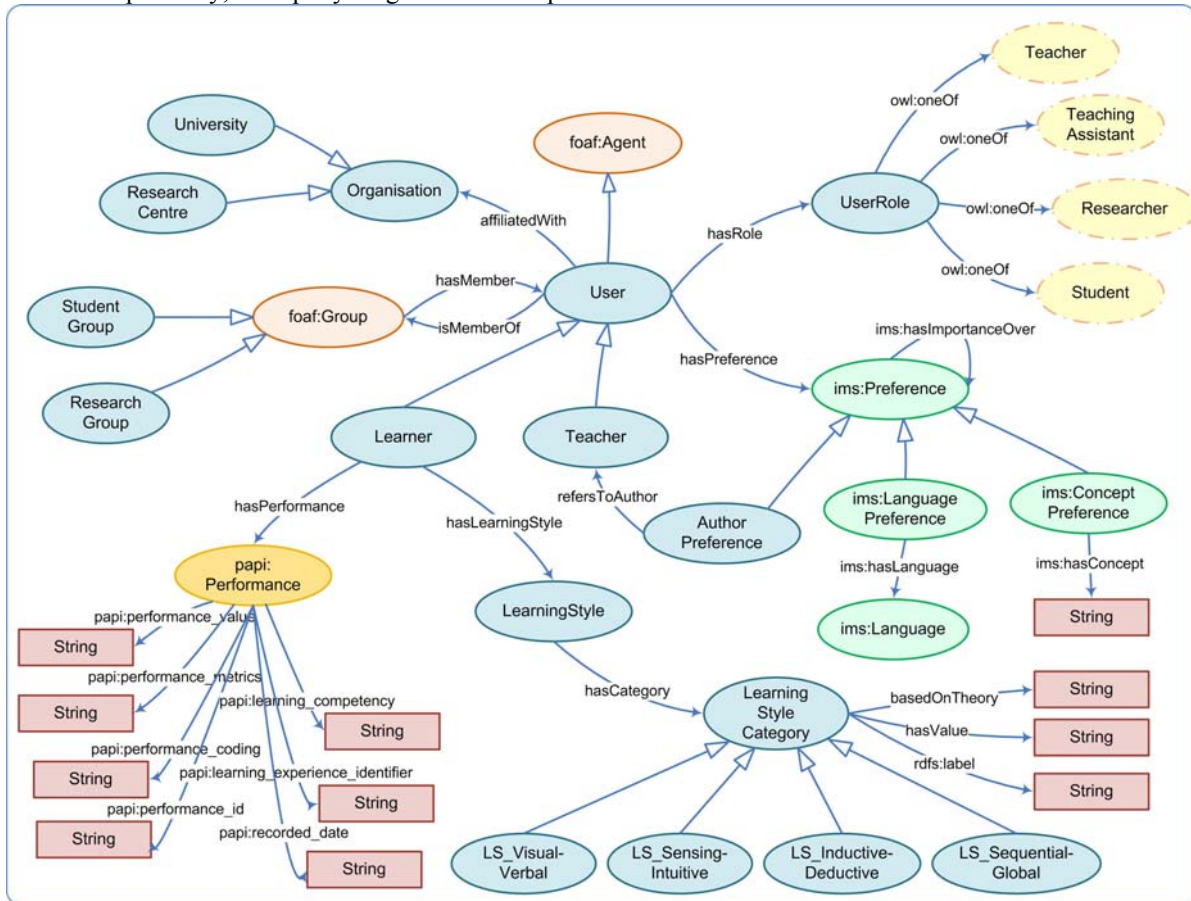 Teacher
owl:oneOf
University
Teaching
Assistant
foaf:Agent
owl:oneOf
Research
Centre
Organisation
UserRole
owl:oneOf
Researcher
affiliatedWith
hasRole
owl:oneOf
hasMember
User
Student
Group
foaf:Group
isMemberOf
Student
ims:hasImportanceOver
hasPreference
ims:Preference
Research
Group
Learner
Teacher
refersToAuthor
hasPerformance
hasLearningStyle
Author
Preference
ims:Language
Preference
ims:Concept
Preference
papi:
Performance
ims:hasLanguage
ims:hasConcept
LearningStyle
ims:Language
String
papi:performance_value
String
papi:performance_metrics
String
papi:learning_competency
String
hasCategory
Learning
Style
Category
basedOnTheory
String
hasValue
String
rdfs:label
String
papi:performance_coding
String
papi:learning_experience_identifier
String
papi:performance_id
String
papi:recorded_date
String
LS_Visual-
Verbal
LS_Sensing-
Intuitive
LS_Inductive-
Deductive
LS_Sequential-
Global